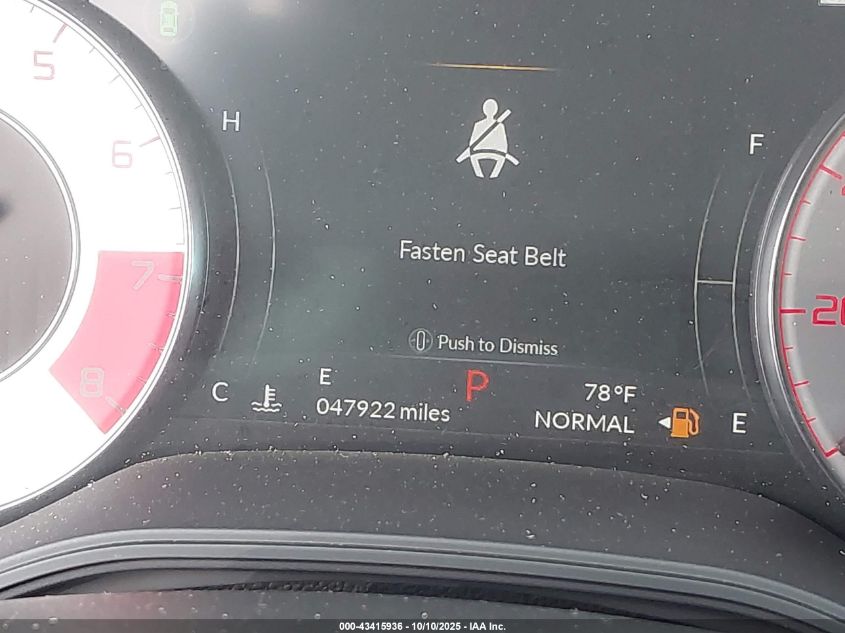 5
6
7
8
H
F
Fasten Seat Belt
Push to Dismiss
20
C
E
P
78°F
047922 miles
NORMAL
E
000-43415936 - 10/10/2025 - IAA Inc.